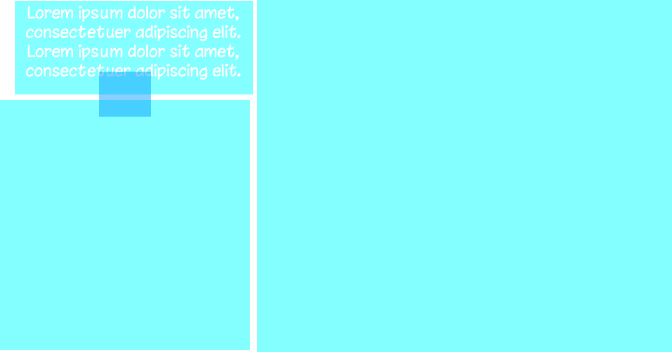 Lorem ipsum dolor sit amet,
consectetuer adipiscing elit.
Lorem ipsum dolor sit amet,
consectetuer adipiscing elit.